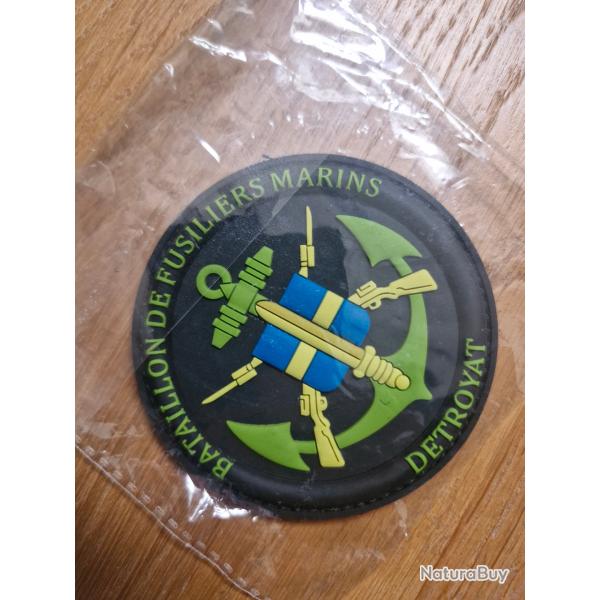 BATAILLON DE FUSILIERS MARINS
DETROYAT
NaturaBuy